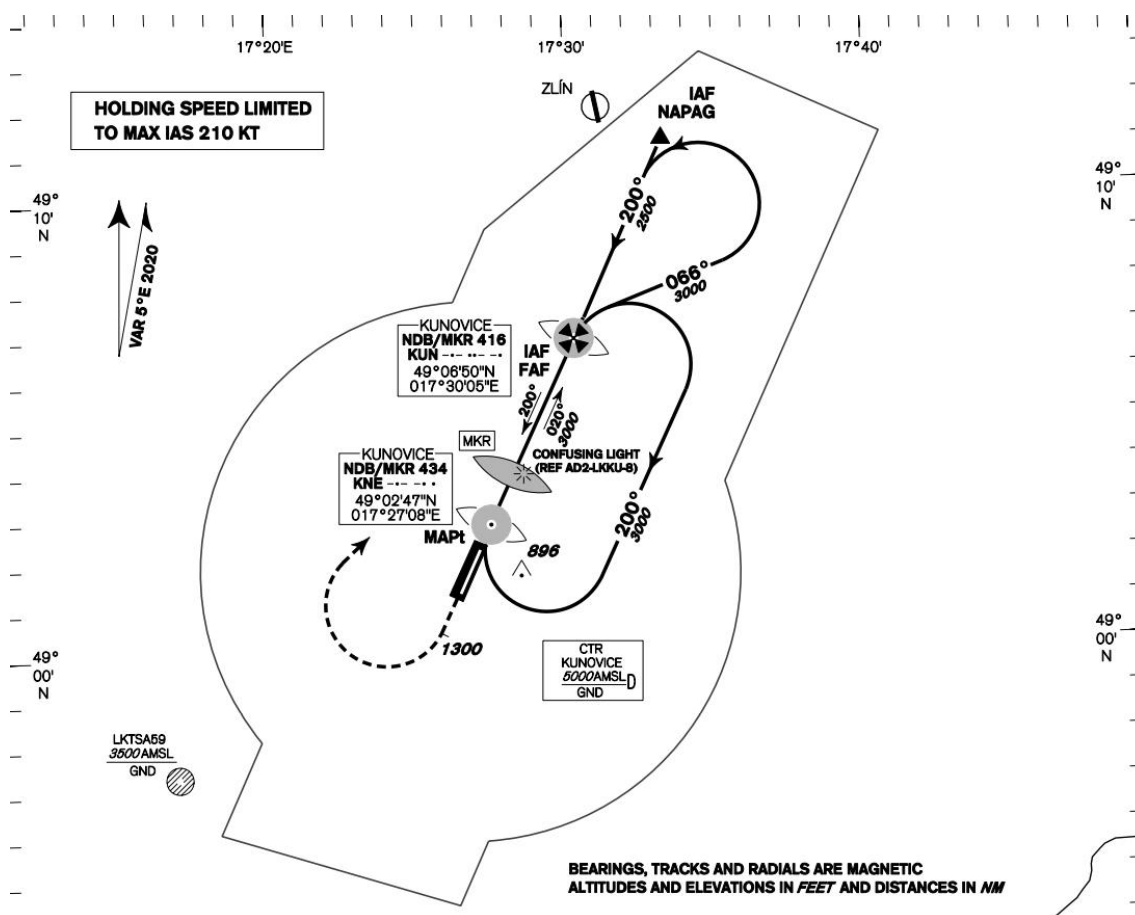 17°20'E
17°30'
17°40'
HOLDING SPEED LIMITED
TO MAX IAS 210 KT
ZLÍN
IAF
NAPAG
49°
10'
N
49°
10'
N
VAR 5°E 2020
200°
2500
066°
3000
KUNOVICE
NDB/MKR 416
KUN -·- ··- -·
49°06'50"N
017°30'05"E
IAF
FAF
200°
020°
3000
MKR
CONFUSING LIGHT
(REF AD2-LKKU-8)
KUNOVICE
NDB/MKR 434
KNE -·- -· ·
49°02'47"N
017°27'08"E
MAPt
896
200°
3000
1300
49°
00'
N
49°
00'
N
CTR
KUNOVICE
5000AMSL
GND
D
LKTSA59
3500AMSL
GND
BEARINGS, TRACKS AND RADIALS ARE MAGNETIC
ALTITUDES AND ELEVATIONS IN FEET AND DISTANCES IN NM